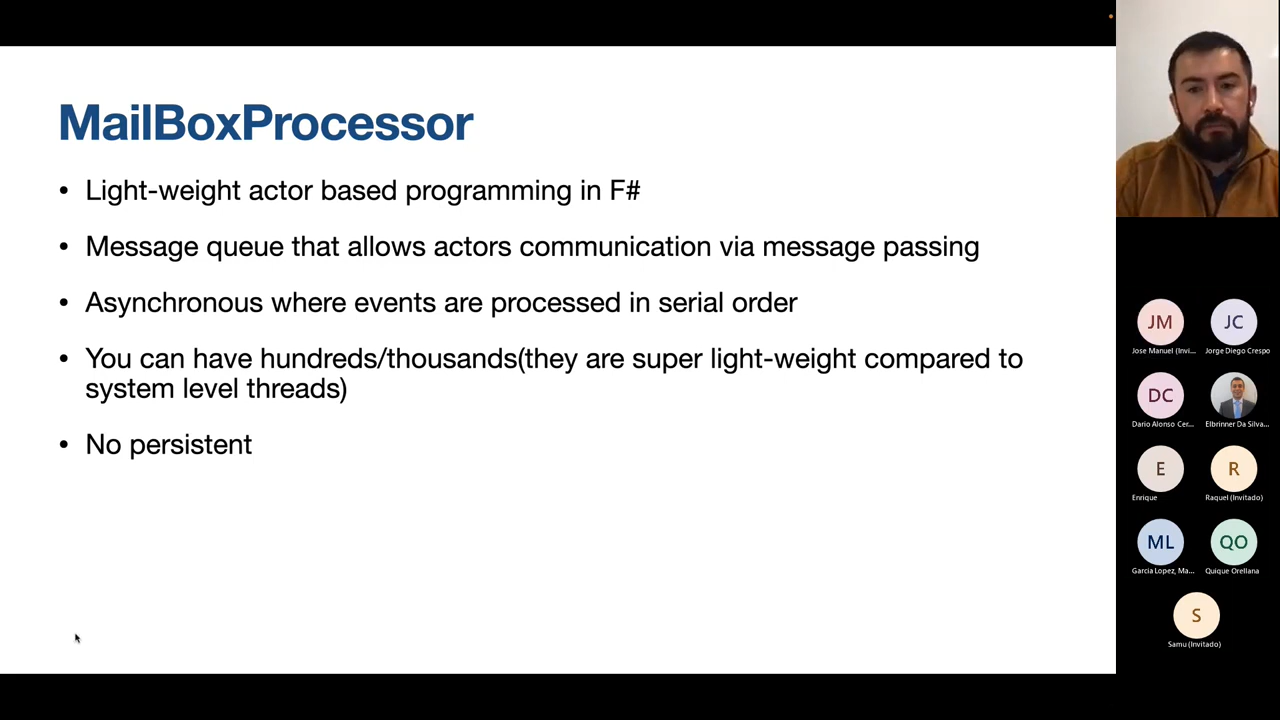 MailBoxProcessor
• Light-weight actor based programming in F#
• Message queue that allows actors communication via message passing
• Asynchronous where events are processed in serial order
• You can have hundreds/thousands(they are super light-weight compared to
system level threads)
• No persistent
JM
JC
Jose Manuel (Invi...
Jorge Diego Crespo
DC
Dario Alonso Cer...
Elbrinner Da Silva...
E
R
Enrique
Raquel (Invitado)
ML
QO
Garcia Lopez, Ma...
Quique Orellana
S
Samu (Invitado)